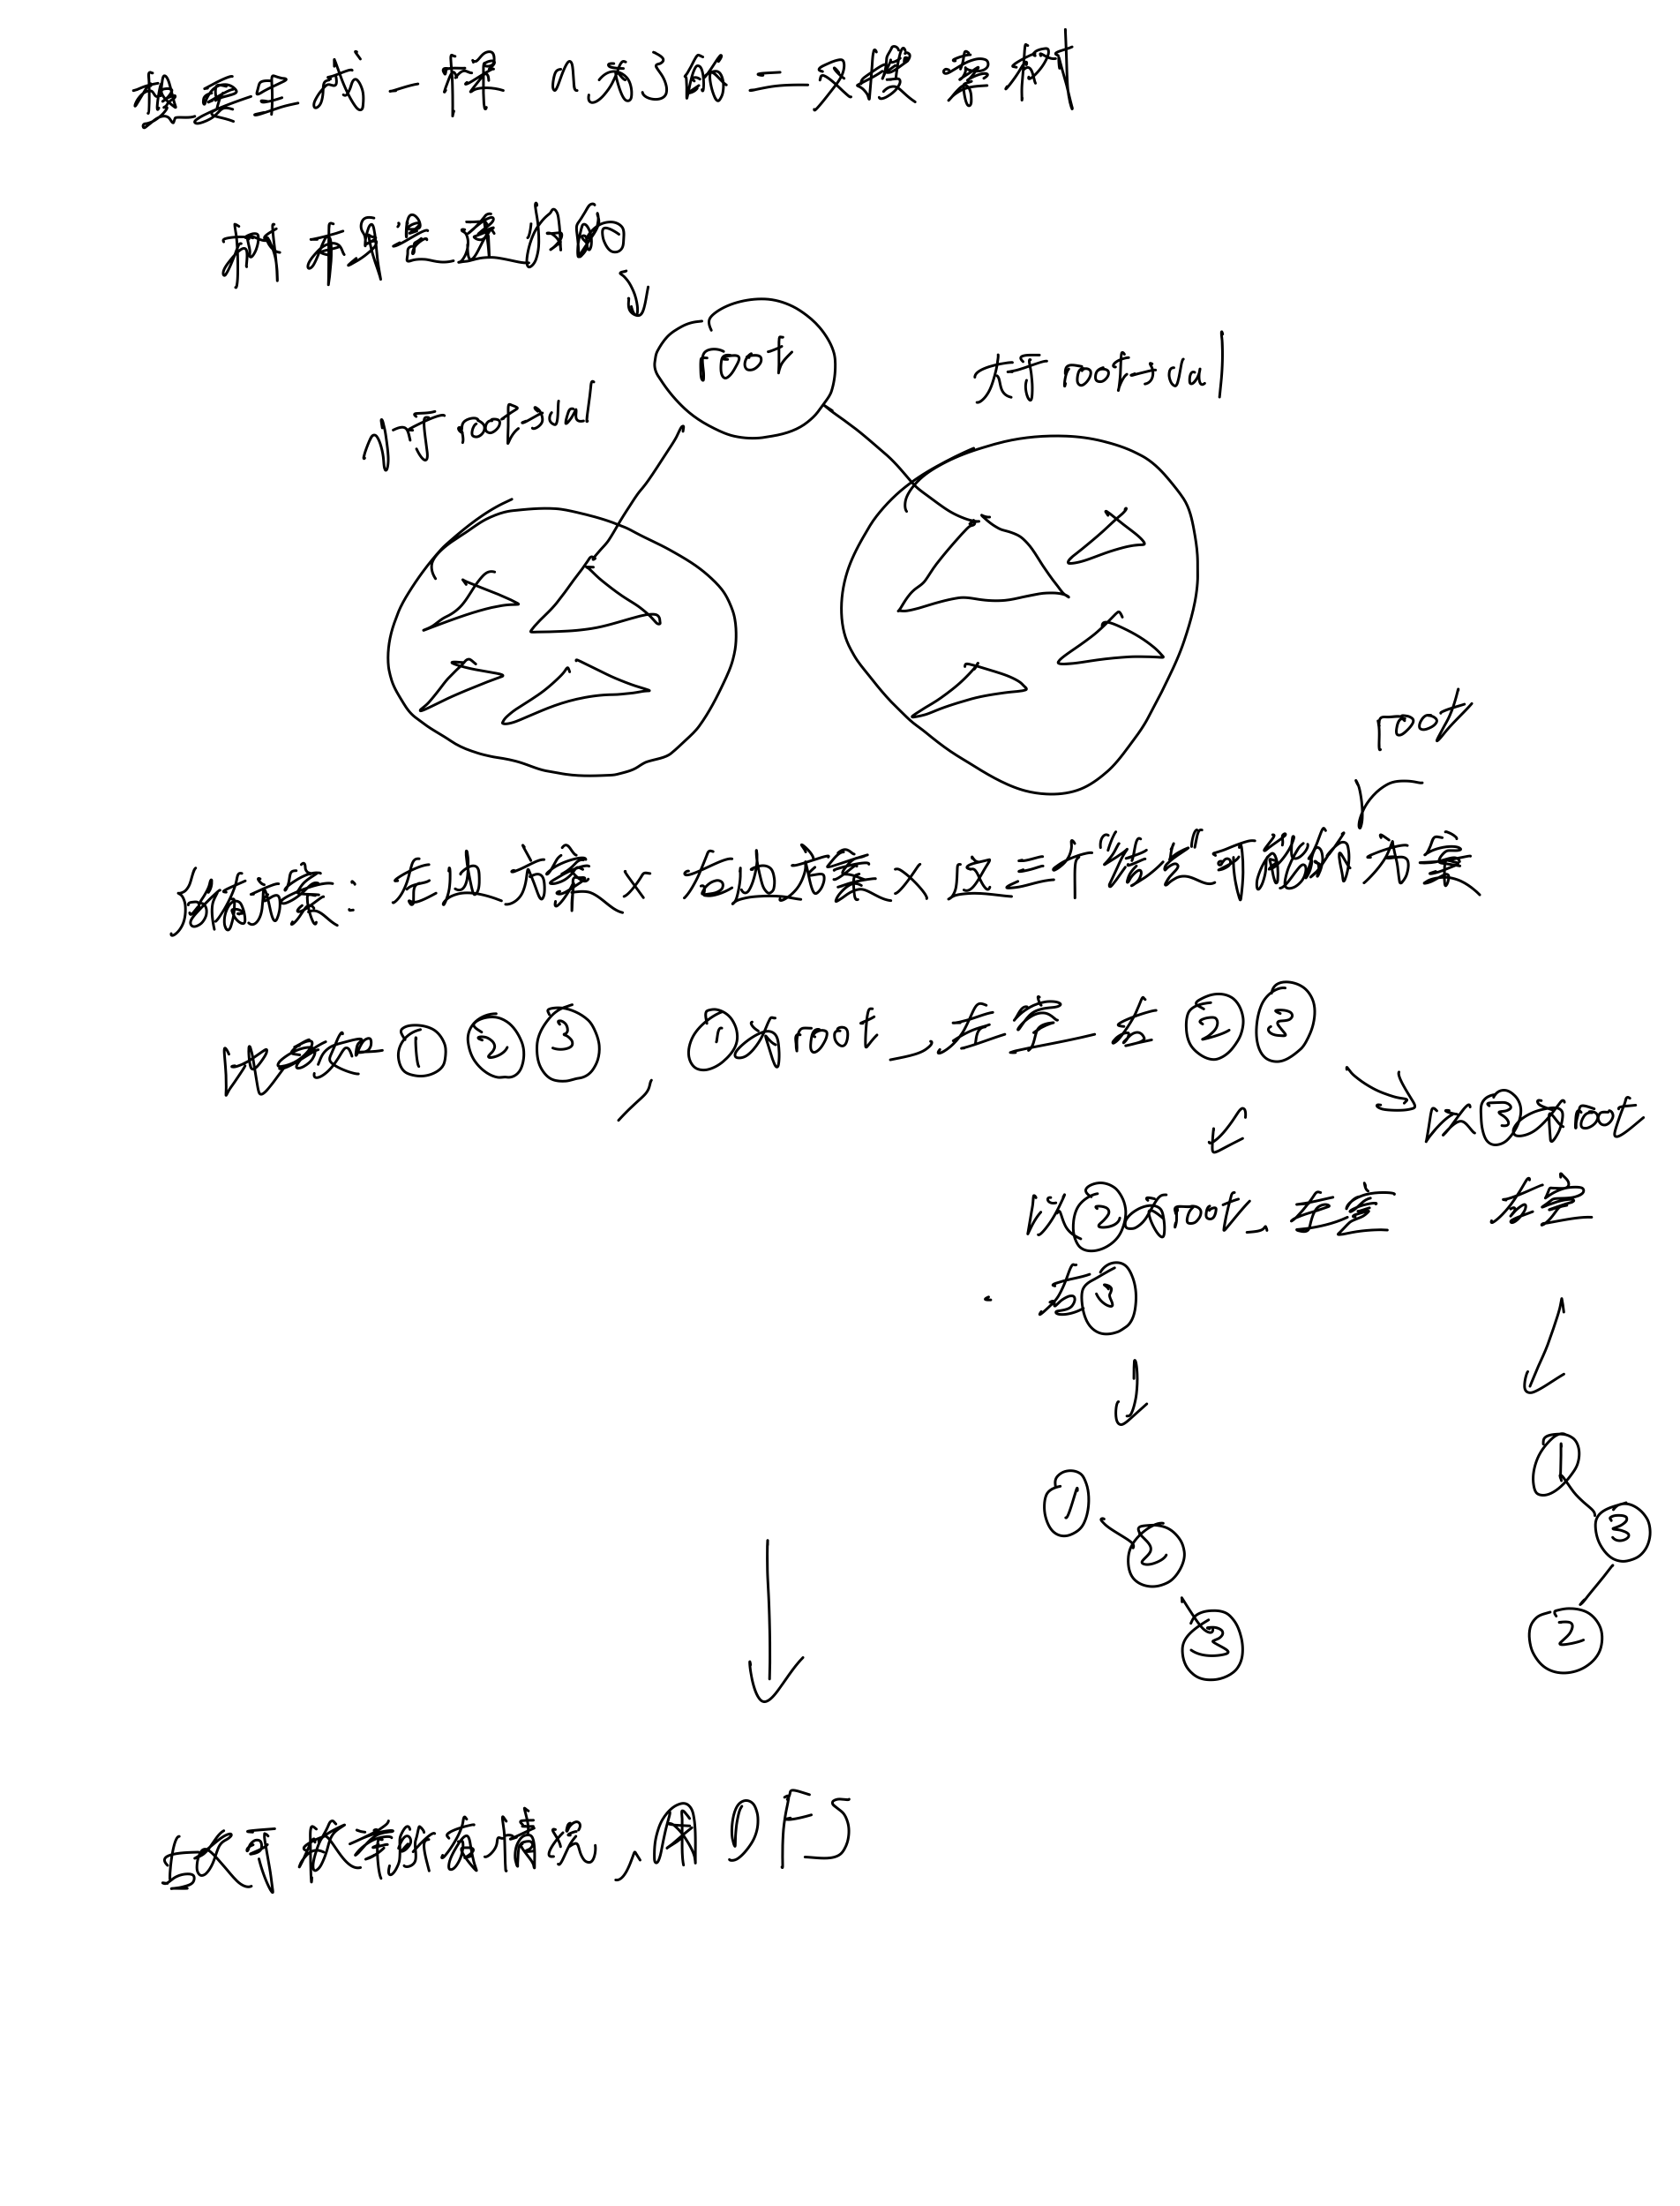 想要生成一棵 n为3的二叉搜索树
树都是递归的
root
小于root->val
大于root->val
root
所有方案: 左边方案 x 右边方案 x 这三个结点可能的方案
比如 ① ② ③ , ①为root, 左空 右 ② ③
以③为root
以②为root, 左空
右空
右③
1
2
3
1
3
2
枚举所有情况, 用DFS